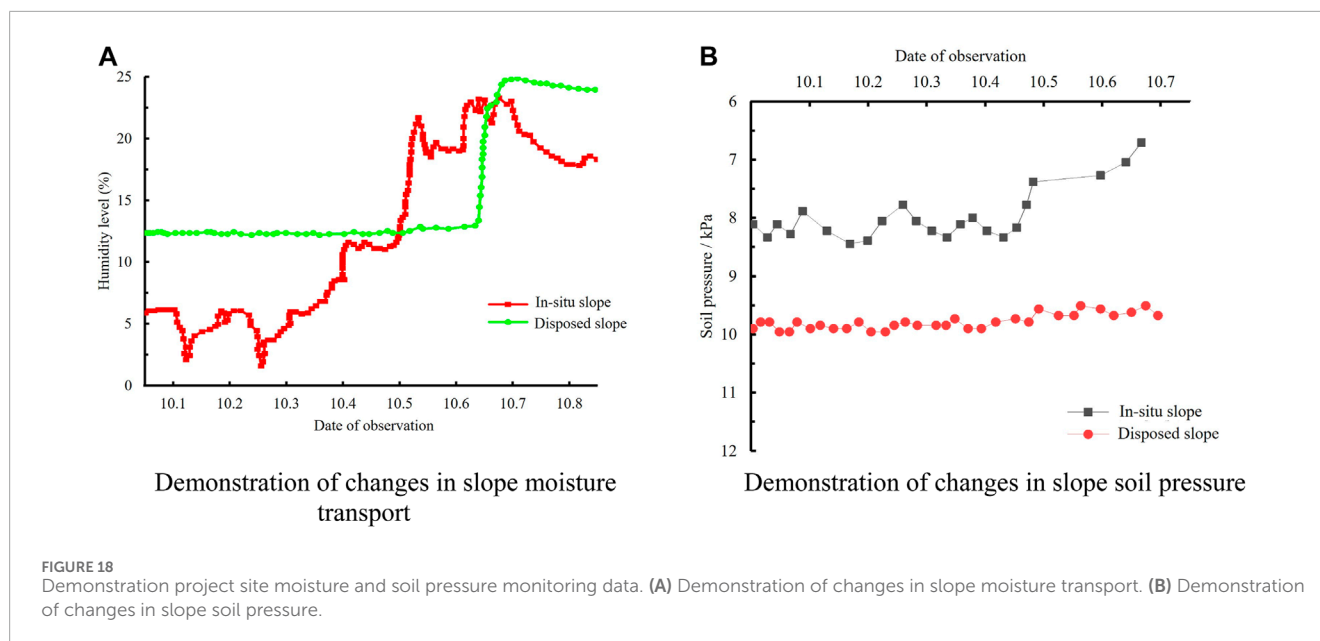 A
25
20
15
10
5
0
Humidity level (%)
In-situ slope
Disposed slope
10.1 10.2 10.3 10.4 10.5 10.6 10.7 10.8
Date of observation
Demonstration of changes in slope moisture
transport
B
Date of observation
10.1 10.2 10.3 10.4 10.5 10.6 10.7
6
7
8
9
10
11
12
Soil pressure / kPa
In-situ slope
Disposed slope
Demonstration of changes in slope soil pressure
FIGURE 18
Demonstration project site moisture and soil pressure monitoring data. (A) Demonstration of changes in slope moisture transport. (B) Demonstration
of changes in slope soil pressure.